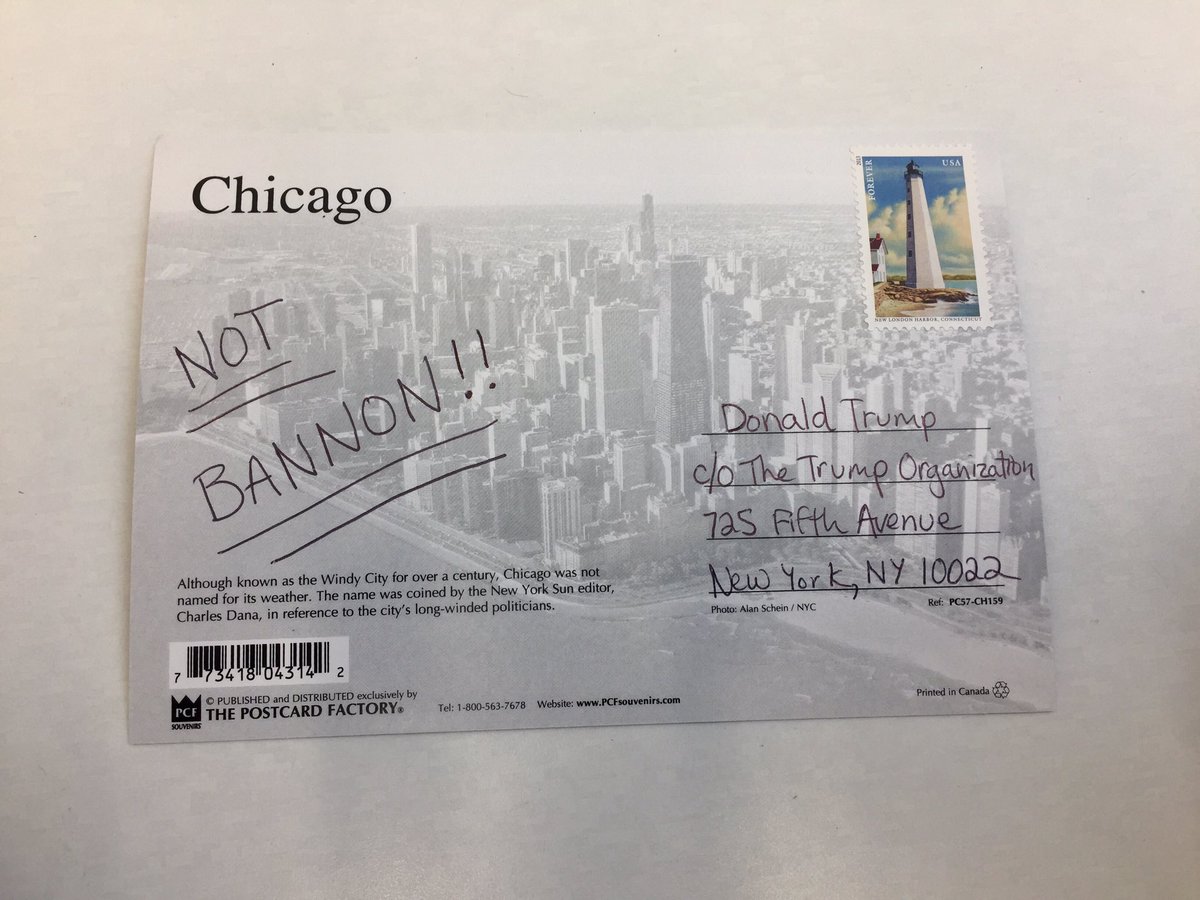 Chicago
2013
FOREVER
USA
NEW LONDON HARBOR, CONNECTICUT
NOT
BANNON!!
Donald Trump
c/o The Trump Organization
725 Fifth Avenue
New York, NY 10022
Photo: Alan Schein / NYC
Ref: PC57-CH159
Although known as the Windy City for over a century, Chicago was not
named for its weather. The name was coined by the New York Sun editor,
Charles Dana, in reference to the city's long-winded politicians.
7 73418 04314 2
PCF
SOUVENIRS
© PUBLISHED and DISTRIBUTED exclusively by
THE POSTCARD FACTORY®
Tel: 1-800-563-7678 Website: www.PCFsouvenirs.com
Printed in Canada